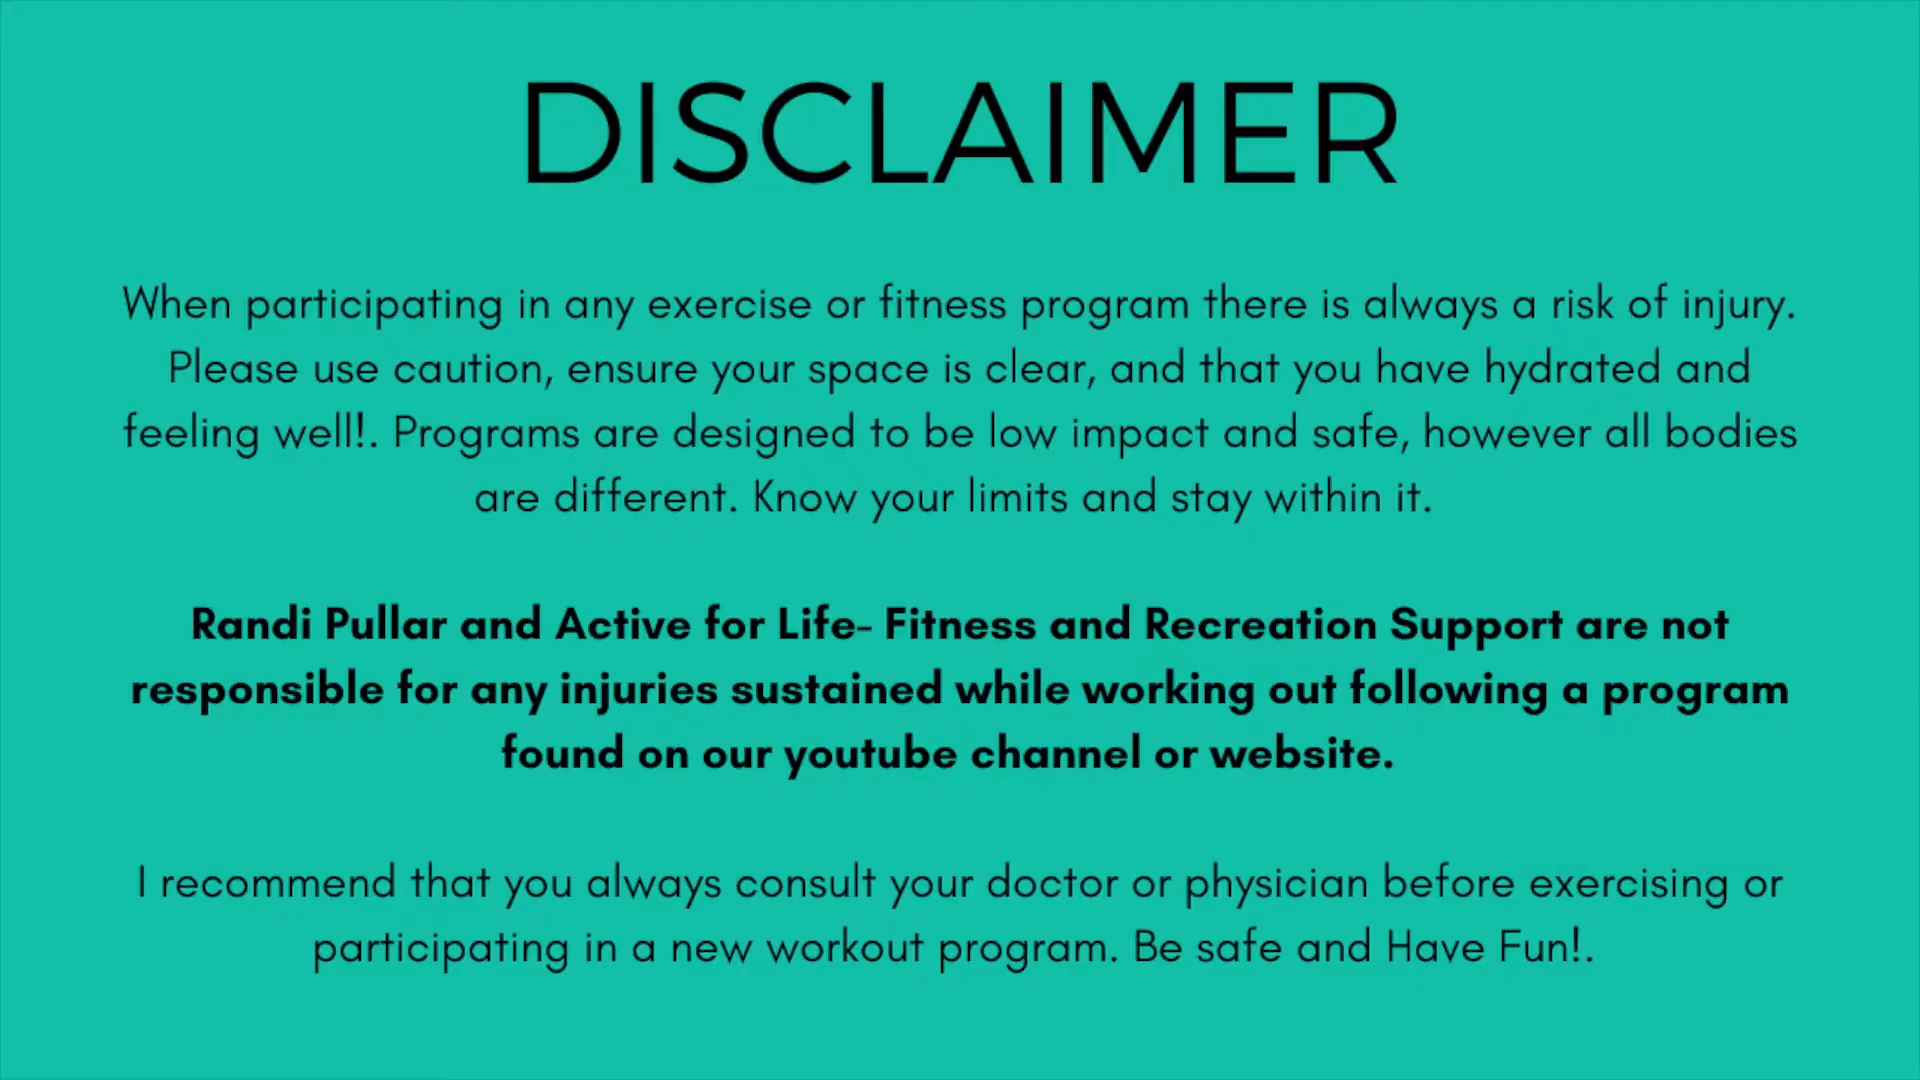 DISCLAIMER
When participating in any exercise or fitness program there is always a risk of injury.
Please use caution, ensure your space is clear, and that you have hydrated and
feeling well!. Programs are designed to be low impact and safe, however all bodies
are different. Know your limits and stay within it.
Randi Pullar and Active for Life- Fitness and Recreation Support are not
responsible for any injuries sustained while working out following a program
found on our youtube channel or website.
I recommend that you always consult your doctor or physician before exercising or
participating in a new workout program. Be safe and Have Fun!.